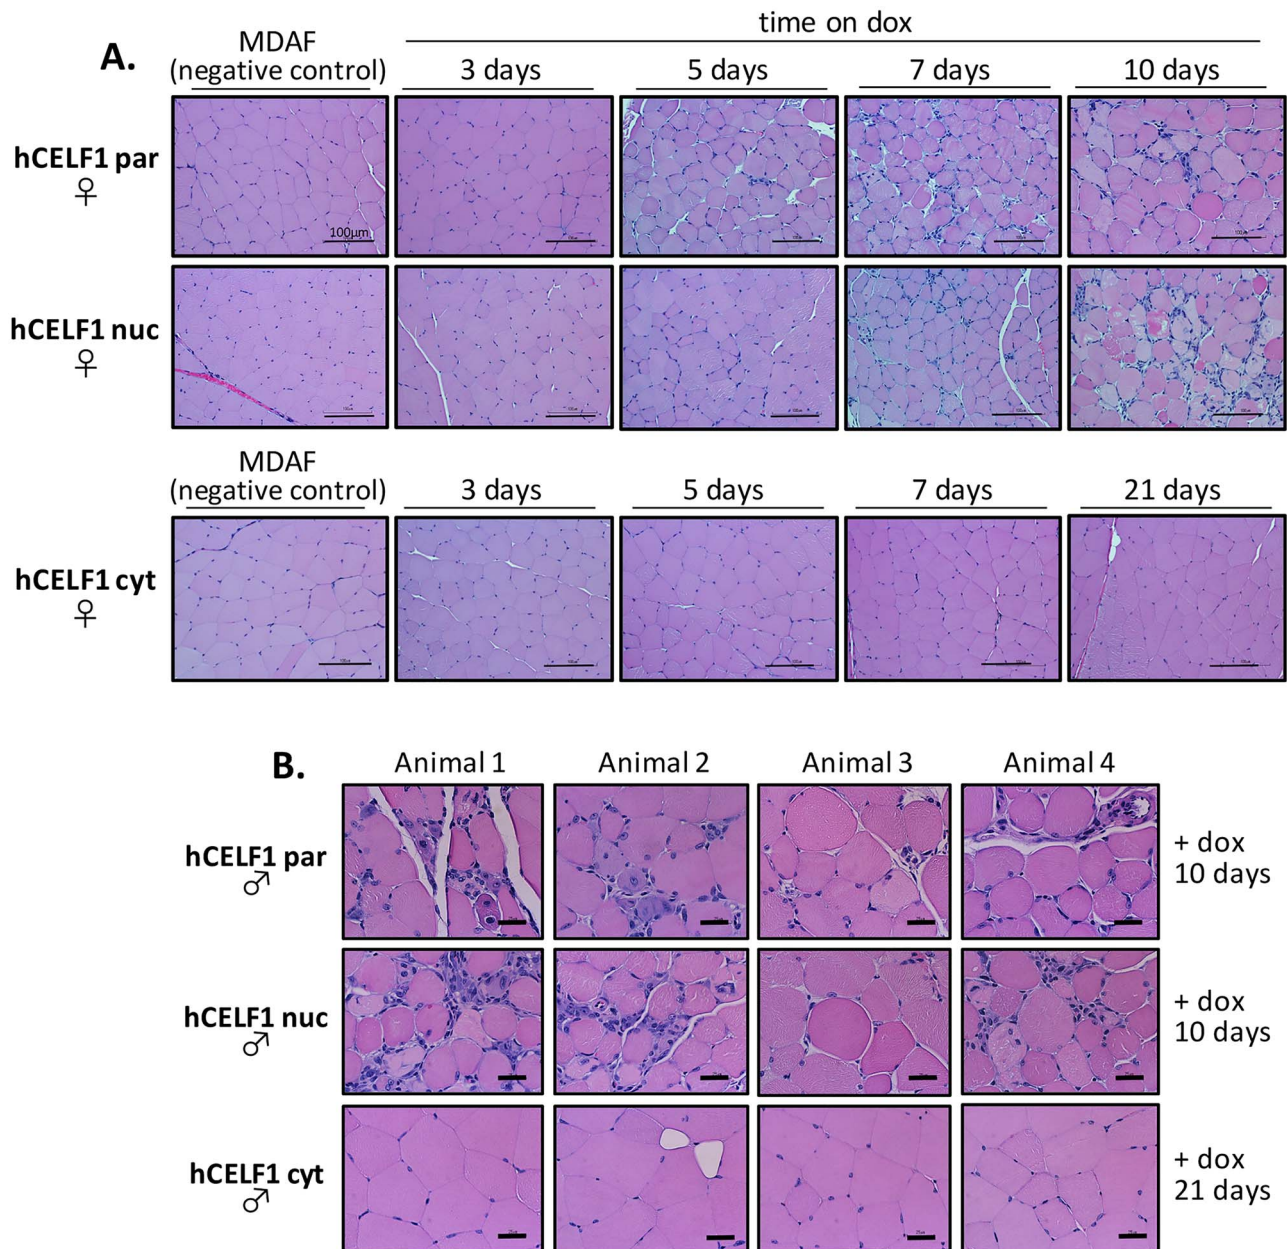 A.
MDAF
(negative control)
time on dox
3 days
5 days
7 days
10 days
hCELF1 par
♀
100μm
hCELF1 nuc
♀
MDAF
(negative control)
3 days
5 days
7 days
21 days
hCELF1 cyt
♀
B.
Animal 1
Animal 2
Animal 3
Animal 4
hCELF1 par
♂
+ dox
10 days
hCELF1 nuc
♂
+ dox
10 days
hCELF1 cyt
♂
+ dox
21 days